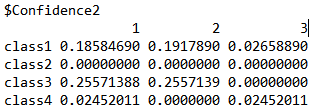 $Confidence2
1 2 3
class1 0.18584690 0.1917890 0.02658890
class2 0.00000000 0.0000000 0.00000000
class3 0.25571388 0.2557139 0.00000000
class4 0.02452011 0.0000000 0.02452011